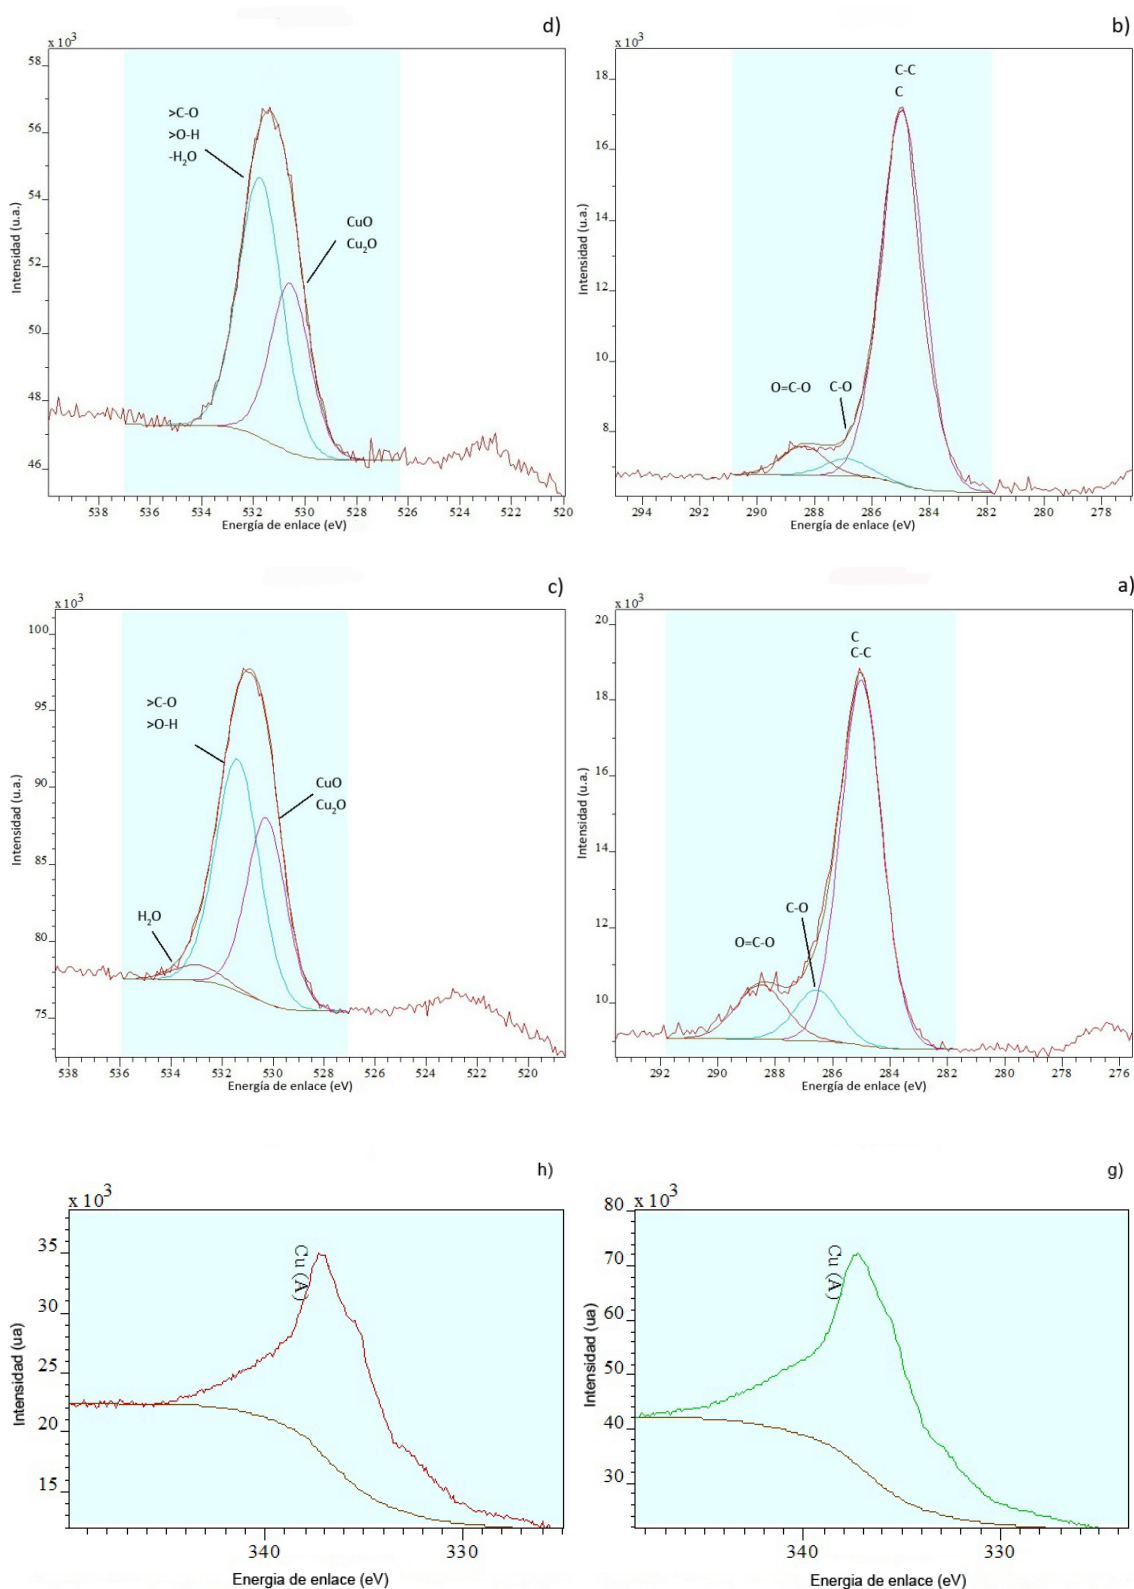 d)
x 10³
58
56
54
52
50
48
46
Intensidad (u.a.)
>C-O
>O-H
-H₂O
CuO
Cu₂O
538 536 534 532 530 528 526 524 522 520
Energía de enlace (eV)
b)
x 10³
18
16
14
12
10
8
Intensidad (u.a.)
C-C
C
O=C-O C-O
294 292 290 288 286 284 282 280 278
Energía de enlace (eV)
c)
x 10³
100
95
90
85
80
75
Intensidad (u.a.)
>C-O
>O-H
CuO
Cu₂O
H₂O
538 536 534 532 530 528 526 524 522 520
Energía de enlace (eV)
a)
x 10³
20
18
16
14
12
10
Intensidad (u.a.)
C
C-C
C-O
O=C-O
292 290 288 286 284 282 280 278 276
Energía de enlace (eV)
h)
x 10³
35
30
25
20
15
Intensidad (ua)
Cu (A)
340 330
Energia de enlace (eV)
g)
x 10³
80
70
60
50
40
30
Intensidad (ua)
Cu (A)
340 330
Energia de enlace (eV)